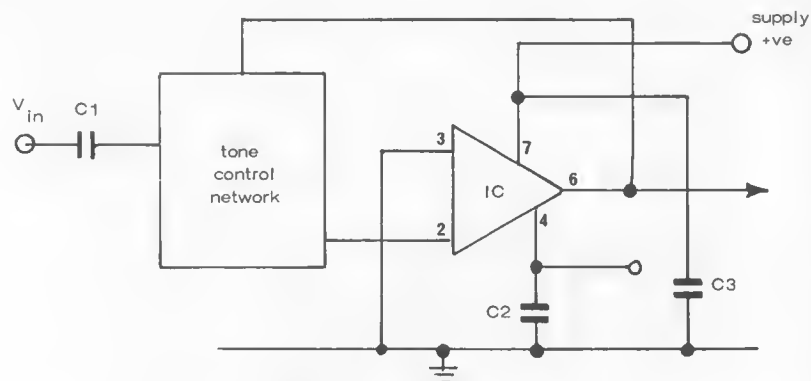 supply
+ve
V in
C1
tone
control
network
3
7
IC
6
2
4
C2
C3